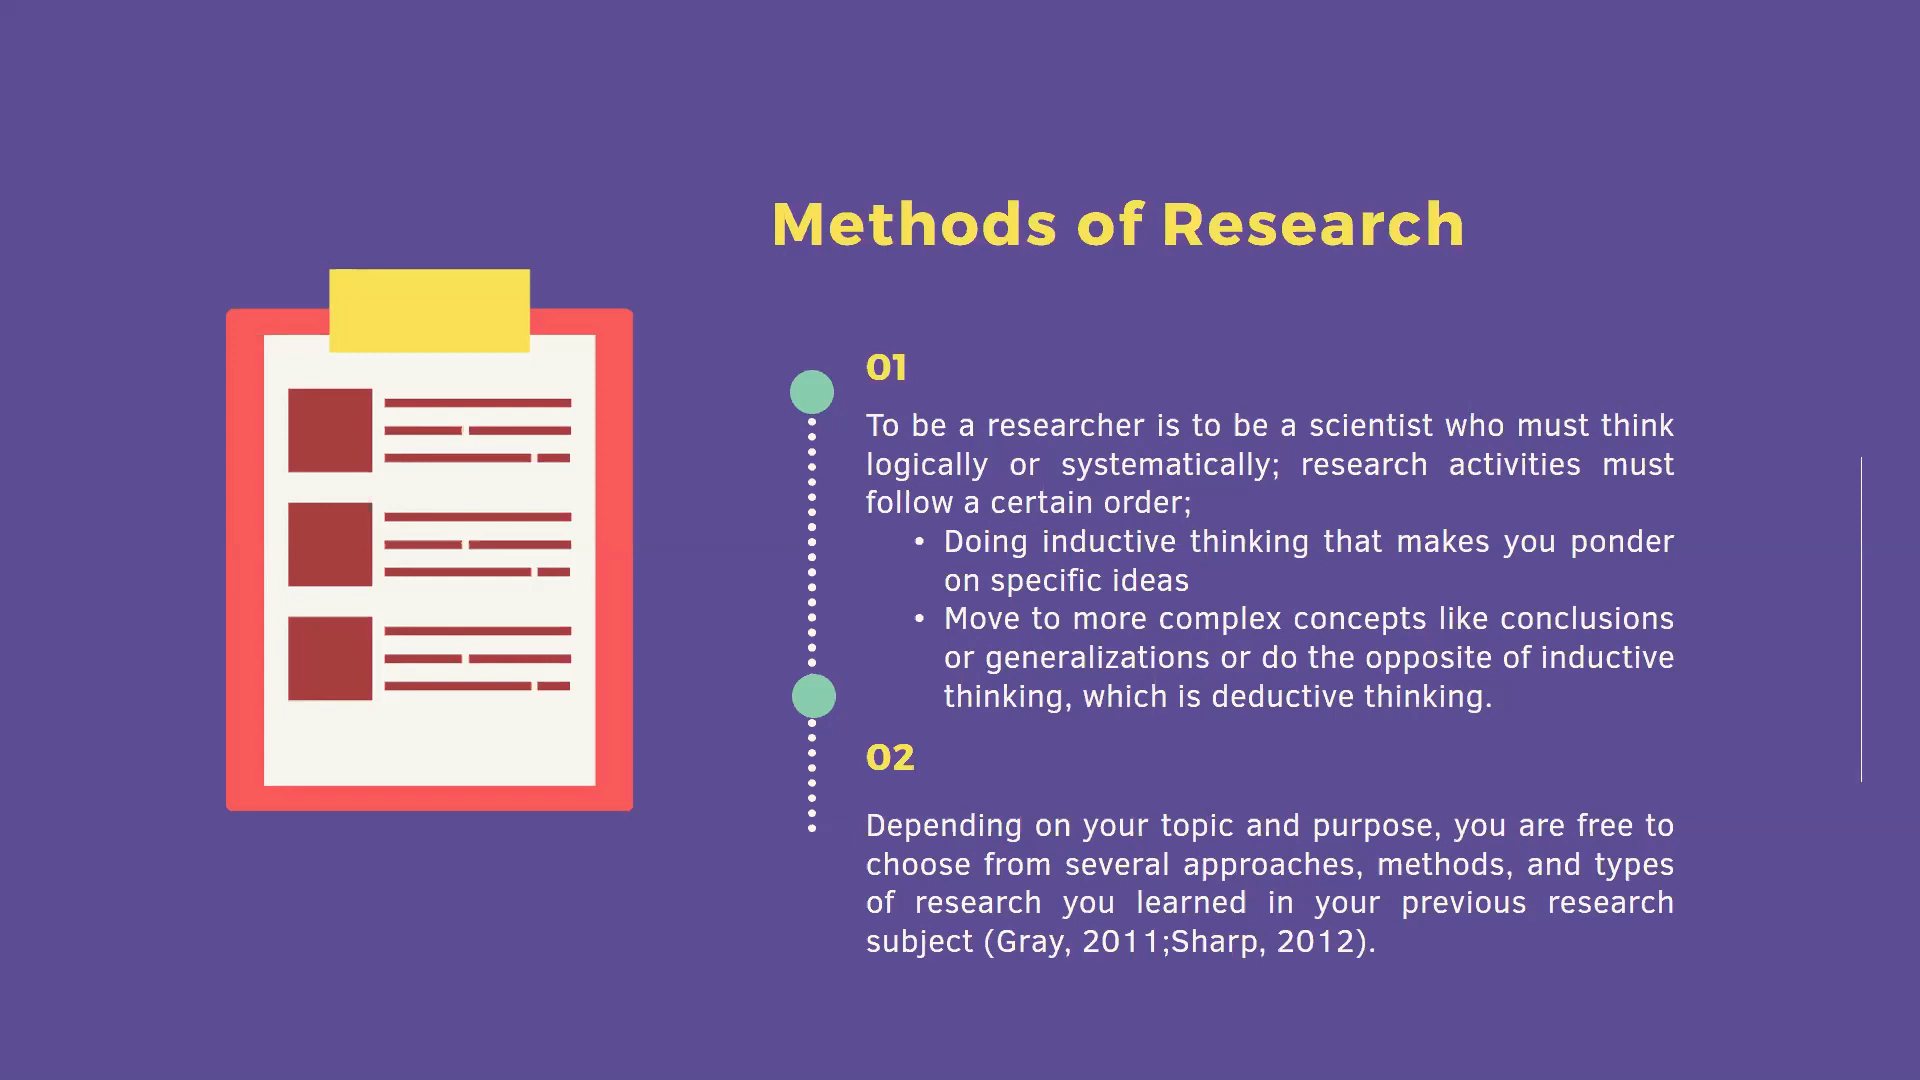 Methods of Research
01
To be a researcher is to be a scientist who must think
logically or systematically; research activities must
follow a certain order;
• Doing inductive thinking that makes you ponder
on specific ideas
• Move to more complex concepts like conclusions
or generalizations or do the opposite of inductive
thinking, which is deductive thinking.
02
Depending on your topic and purpose, you are free to
choose from several approaches, methods, and types
of research you learned in your previous research
subject (Gray, 2011;Sharp, 2012).